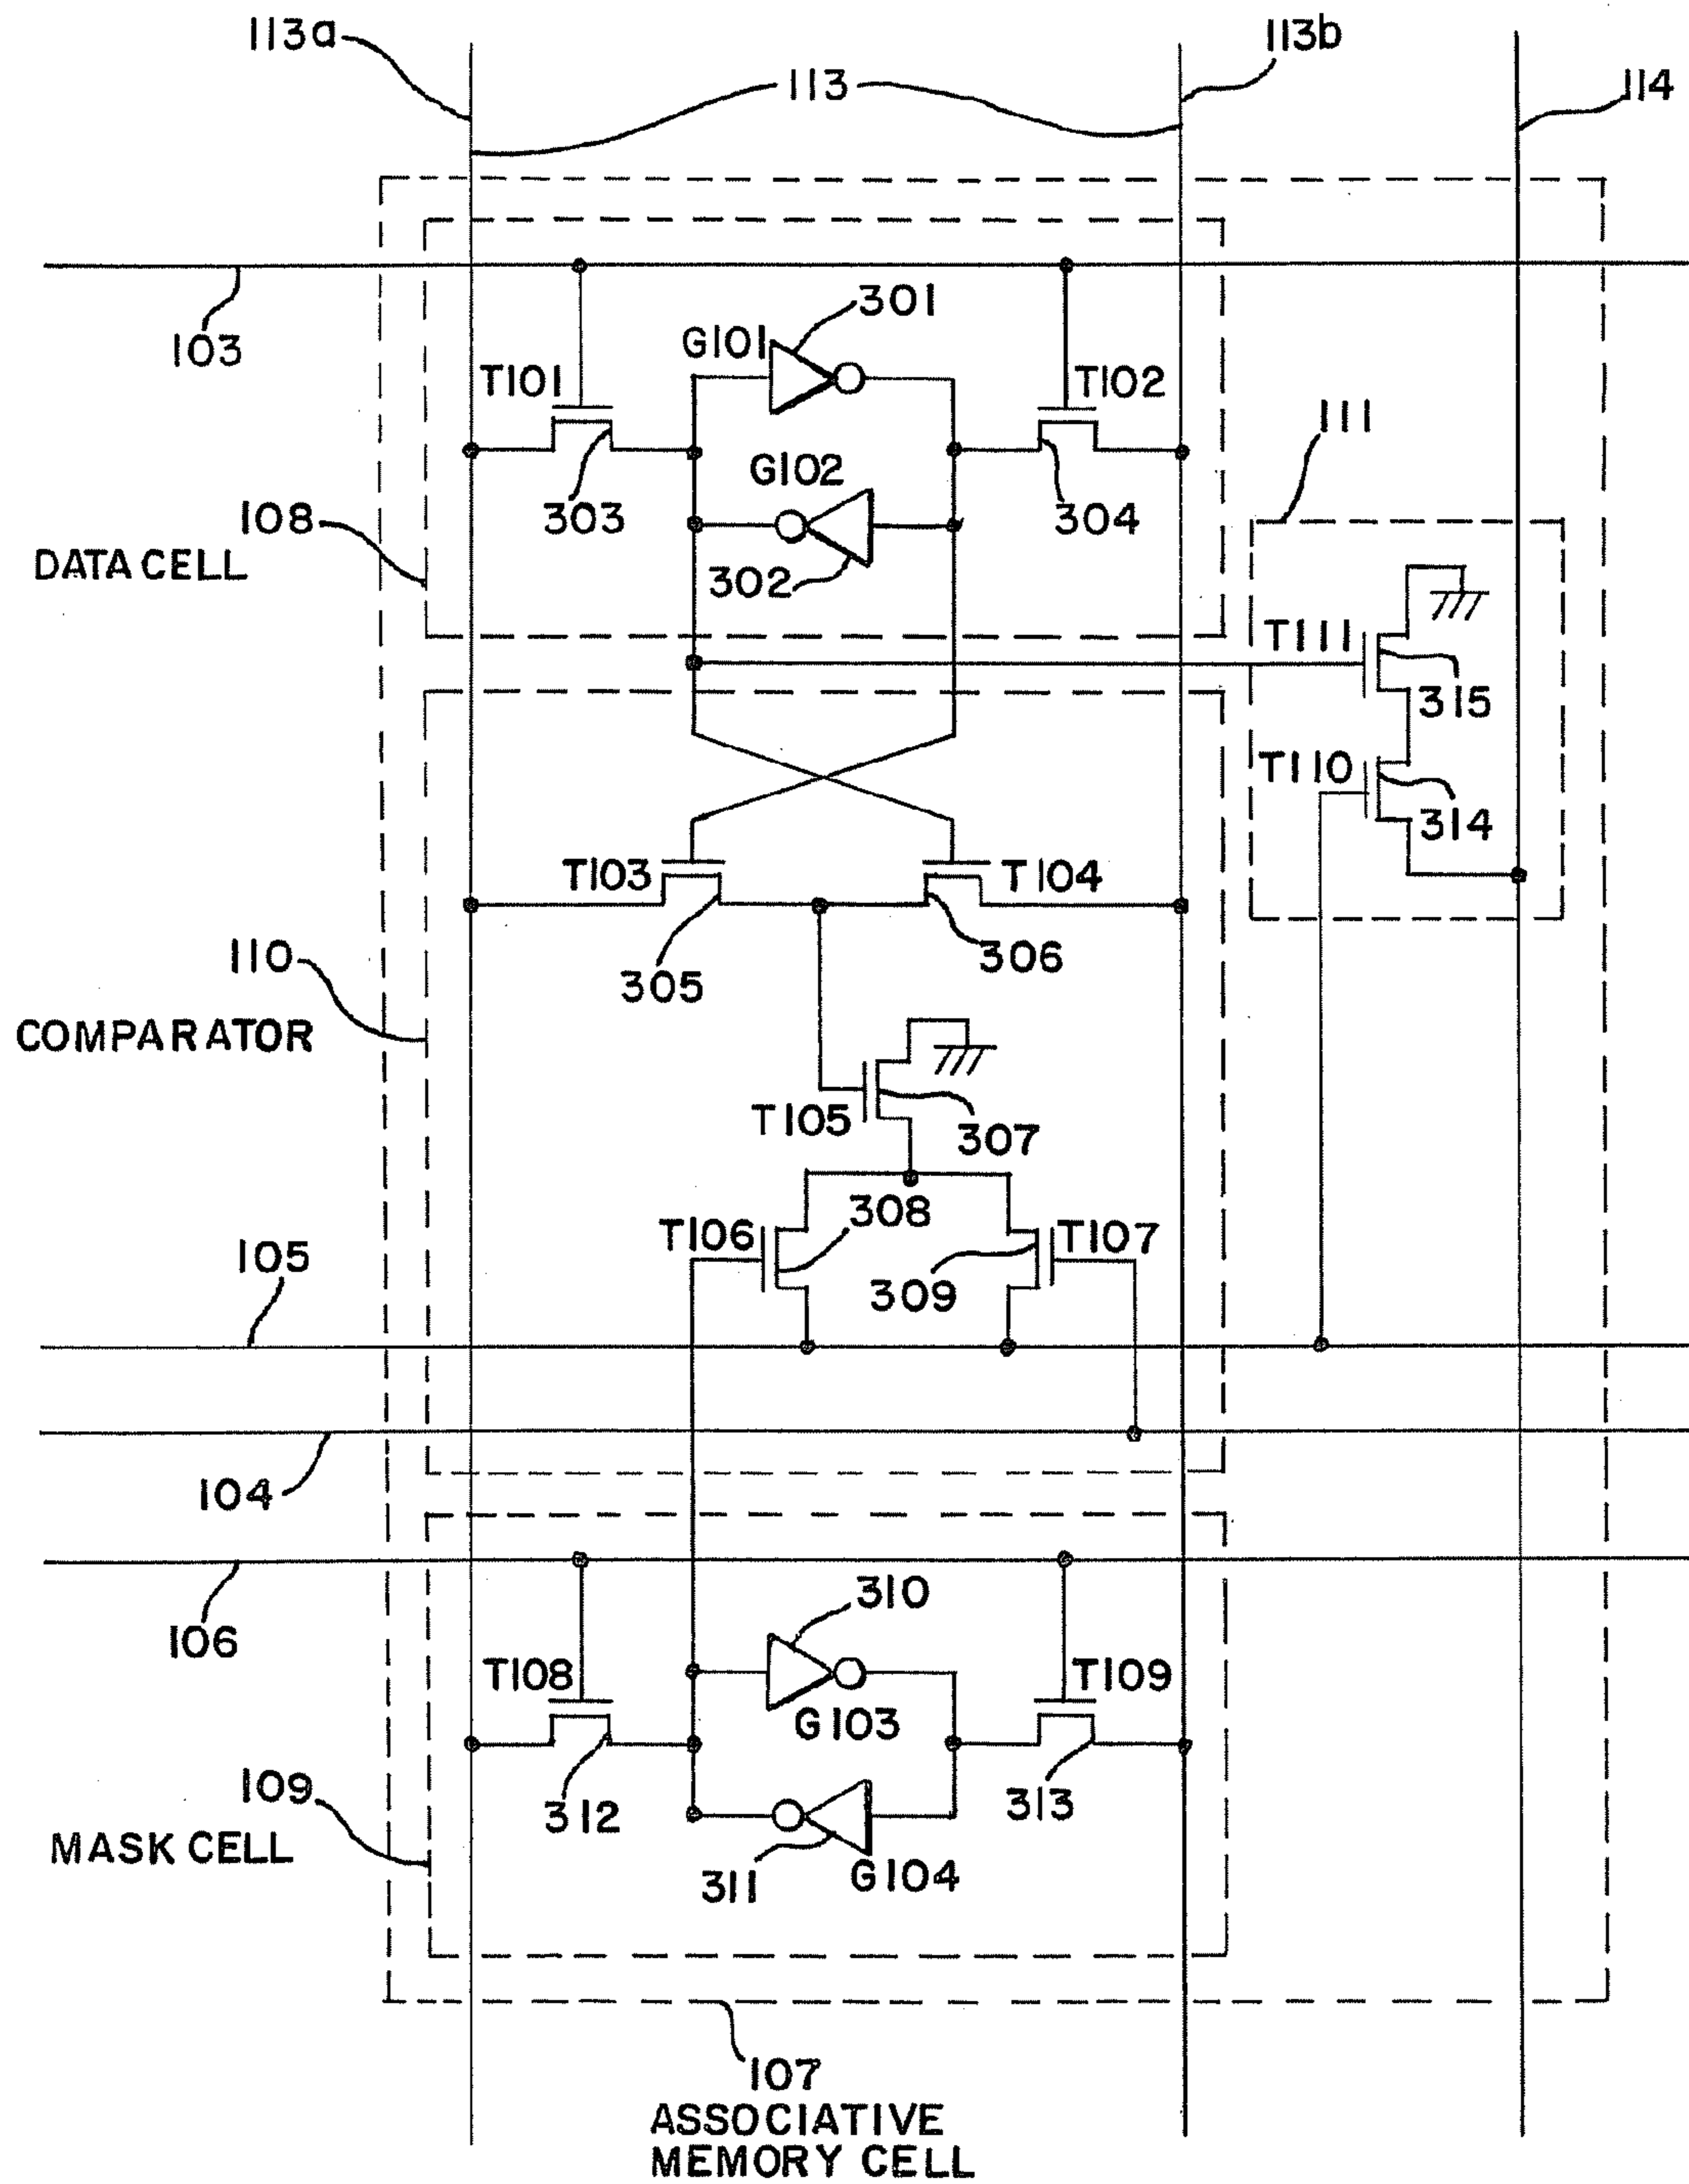 113a
113
113b
114
103
G101
301
T101
T102
111
303
G102
304
108
DATA CELL
302
T111
315
T110
314
T103
T104
110
305
306
COMPARATOR
T105
307
T106
308
T107
105
309
104
106
310
T108
T109
G103
109
312
313
MASK CELL
311
G104
107
ASSOCIATIVE
MEMORY CELL